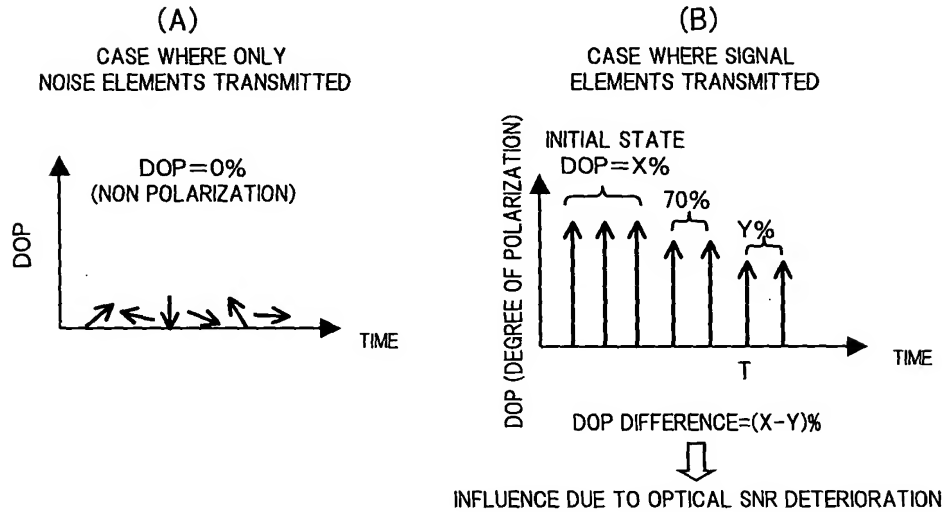 (A)
CASE WHERE ONLY
NOISE ELEMENTS TRANSMITTED
DOP=0%
(NON POLARIZATION)
DOP
TIME
(B)
CASE WHERE SIGNAL
ELEMENTS TRANSMITTED
DOP (DEGREE OF POLARIZATION)
INITIAL STATE
DOP=X%
70%
Y%
T
TIME
DOP DIFFERENCE=(X-Y)%
INFLUENCE DUE TO OPTICAL SNR DETERIORATION